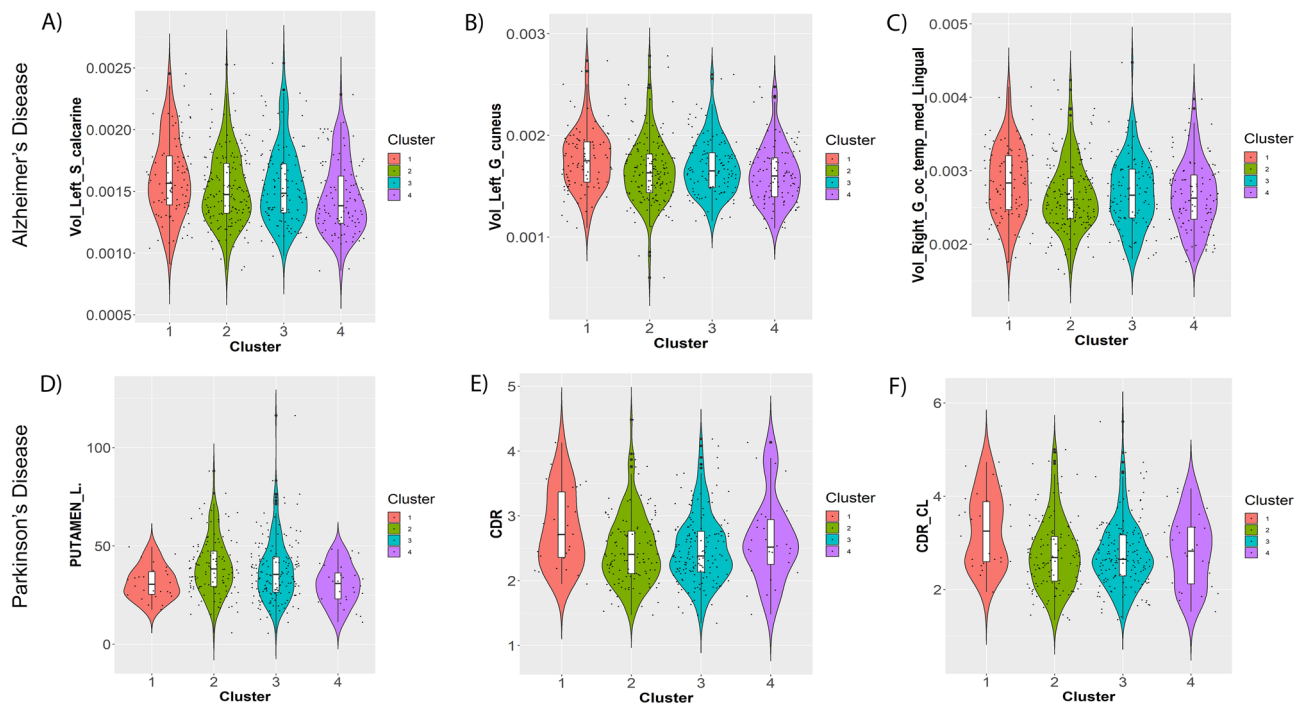 Alzheimer's Disease
A)
Vol_Left_S_calcarine
0.0025
0.0020
0.0015
0.0010
0.0005
1 2 3 4
Cluster
Cluster
1
2
3
4
B)
Vol_Left_G_cuneus
0.003
0.002
0.001
1 2 3 4
Cluster
Cluster
1
2
3
4
C)
Vol_Right_G_oc_temp_med_Lingual
0.005
0.004
0.003
0.002
1 2 3 4
Cluster
Cluster
1
2
3
4
Parkinson's Disease
D)
PUTAMEN_L.
100
50
0
1 2 3 4
Cluster
Cluster
1
2
3
4
E)
CDR
5
4
3
2
1
1 2 3 4
Cluster
Cluster
1
2
3
4
F)
CDR_CL
6
4
2
1 2 3 4
Cluster
Cluster
1
2
3
4